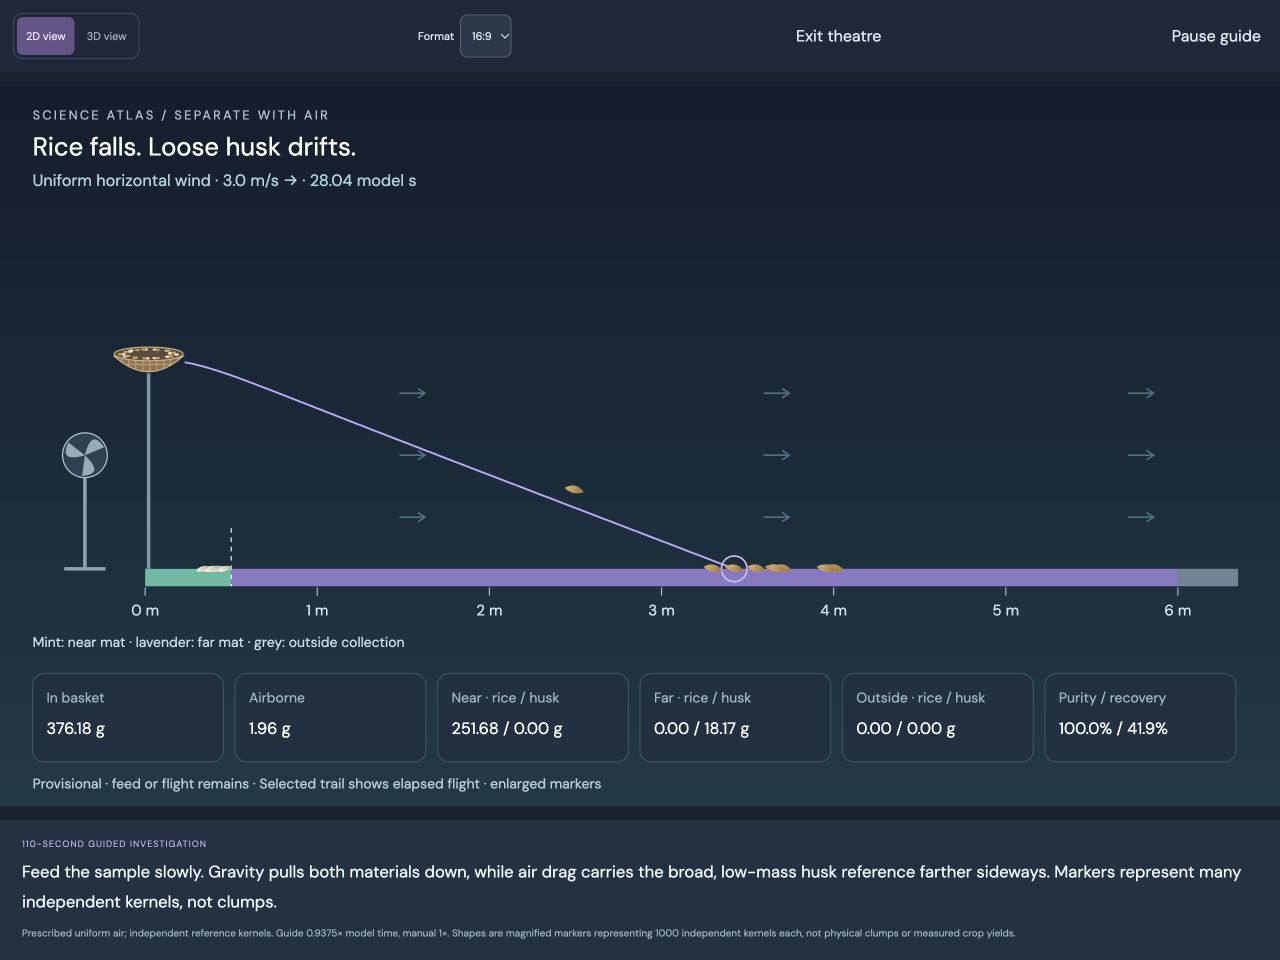 2D view
3D view
Format
16:9
Exit theatre
Pause guide
SCIENCE ATLAS / SEPARATE WITH AIR
Rice falls. Loose husk drifts.
Uniform horizontal wind · 3.0 m/s → · 28.04 model s
0 m
1 m
2 m
3 m
4 m
5 m
6 m
Mint: near mat · lavender: far mat · grey: outside collection
In basket
376.18 g
Airborne
1.96 g
Near · rice / husk
251.68 / 0.00 g
Far · rice / husk
0.00 / 18.17 g
Outside · rice / husk
0.00 / 0.00 g
Purity / recovery
100.0% / 41.9%
Provisional · feed or flight remains · Selected trail shows elapsed flight · enlarged markers
110-SECOND GUIDED INVESTIGATION
Feed the sample slowly. Gravity pulls both materials down, while air drag carries the broad, low-mass husk reference farther sideways. Markers represent many
independent kernels, not clumps.
Prescribed uniform air; independent reference kernels. Guide 0.9375× model time, manual 1×. Shapes are magnified markers representing 1000 independent kernels each, not physical clumps or measured crop yields.